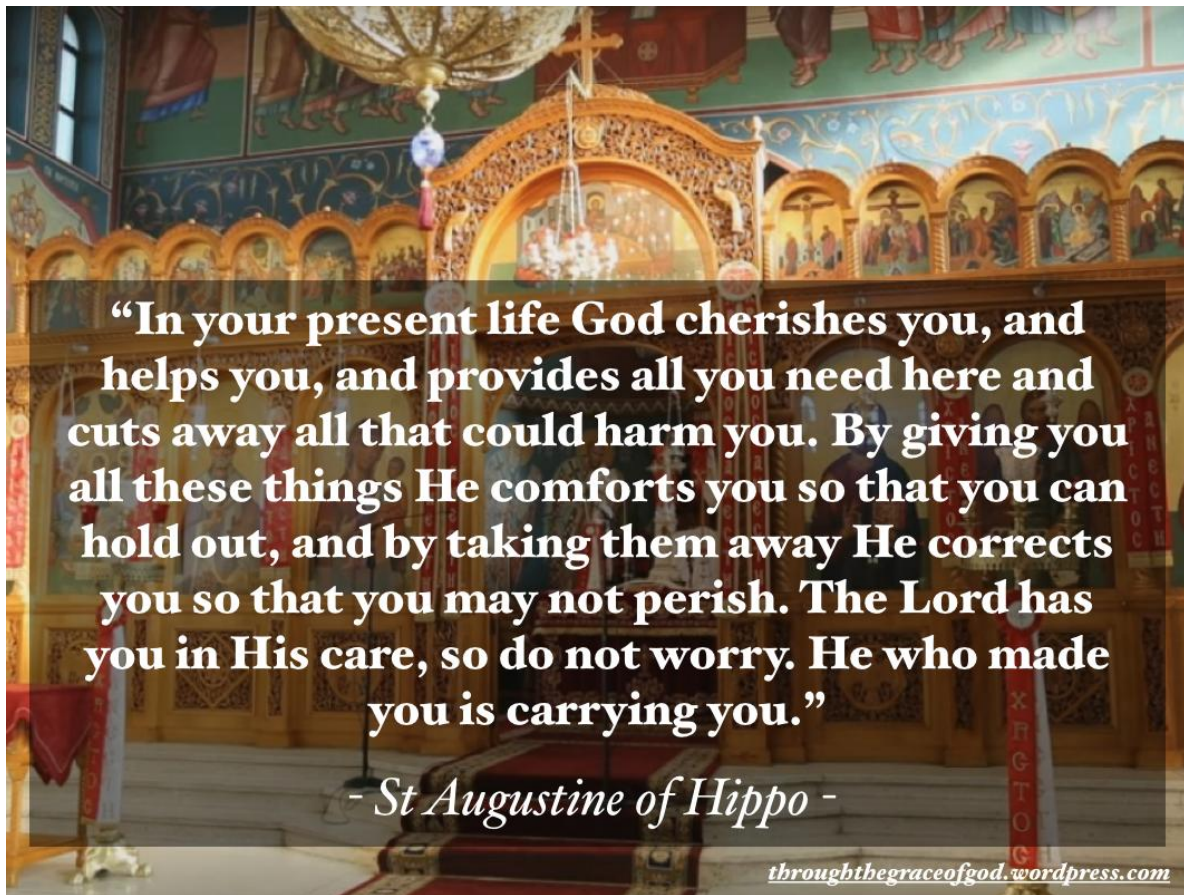 “In your present life God cherishes you, and
helps you, and provides all you need here and
cuts away all that could harm you. By giving you
all these things He comforts you so that you can
hold out, and by taking them away He corrects
you so that you may not perish. The Lord has
you in His care, so do not worry. He who made
you is carrying you.”
- St Augustine of Hippo -
throughthegraceofgod.wordpress.com
ΧΡΙCΤΟC
ΑΝΕCΤΗ